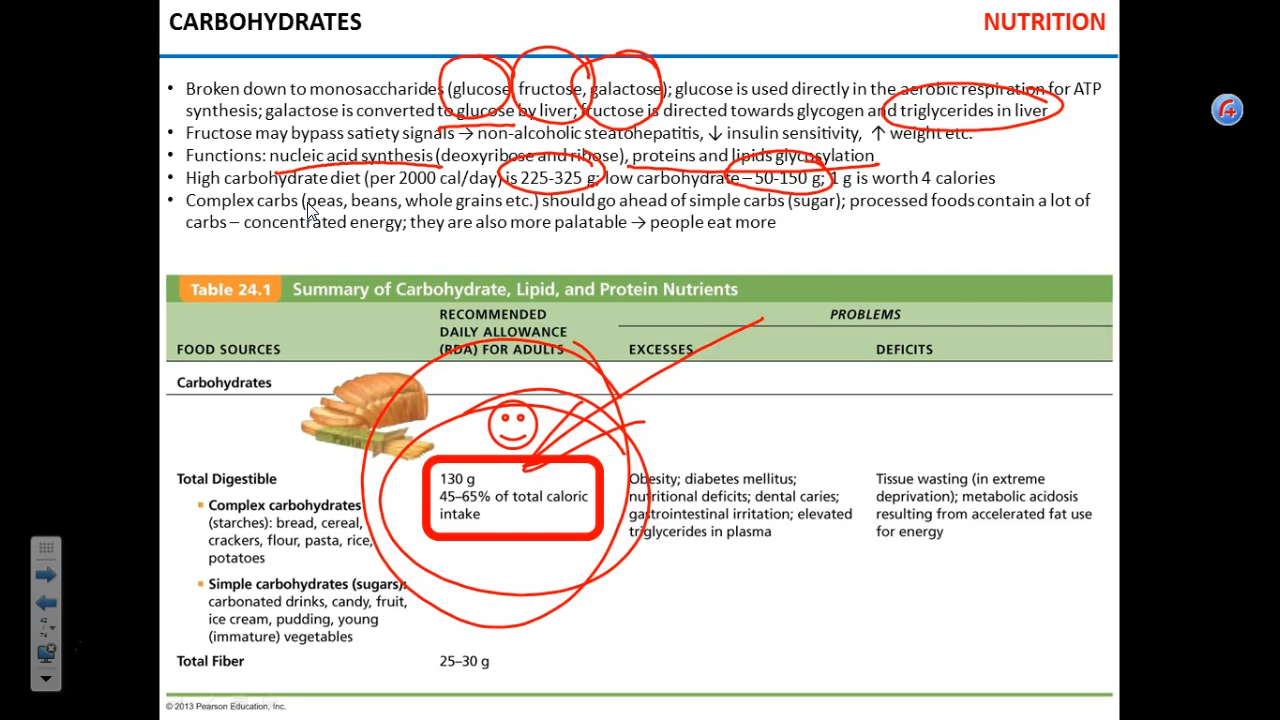 CARBOHYDRATES
NUTRITION
• Broken down to monosaccharides (glucose, fructose, galactose); glucose is used directly in the aerobic respiration for ATP
synthesis; galactose is converted to glucose by liver; fructose is directed towards glycogen and triglycerides in liver
• Fructose may bypass satiety signals → non-alcoholic steatohepatitis, ↓ insulin sensitivity, ↑ weight etc.
• Functions: nucleic acid synthesis (deoxyribose and ribose), proteins and lipids glycosylation
• High carbohydrate diet (per 2000 cal/day) is 225-325 g; low carbohydrate – 50-150 g; 1 g is worth 4 calories
• Complex carbs (peas, beans, whole grains etc.) should go ahead of simple carbs (sugar); processed foods contain a lot of
carbs – concentrated energy; they are also more palatable → people eat more
Table 24.1 Summary of Carbohydrate, Lipid, and Protein Nutrients
FOOD SOURCES
RECOMMENDED
DAILY ALLOWANCE
(RDA) FOR ADULTS
PROBLEMS
EXCESSES
DEFICITS
Carbohydrates
Pasta
Total Digestible
▪ Complex carbohydrates
(starches): bread, cereal,
crackers, flour, pasta, rice,
potatoes
▪ Simple carbohydrates (sugars):
carbonated drinks, candy, fruit,
ice cream, pudding, young
(immature) vegetables
130 g
45–65% of total caloric
intake
Obesity; diabetes mellitus;
nutritional deficits; dental caries;
gastrointestinal irritation; elevated
triglycerides in plasma
Tissue wasting (in extreme
deprivation); metabolic acidosis
resulting from accelerated fat use
for energy
Total Fiber
25–30 g
© 2013 Pearson Education, Inc.
42